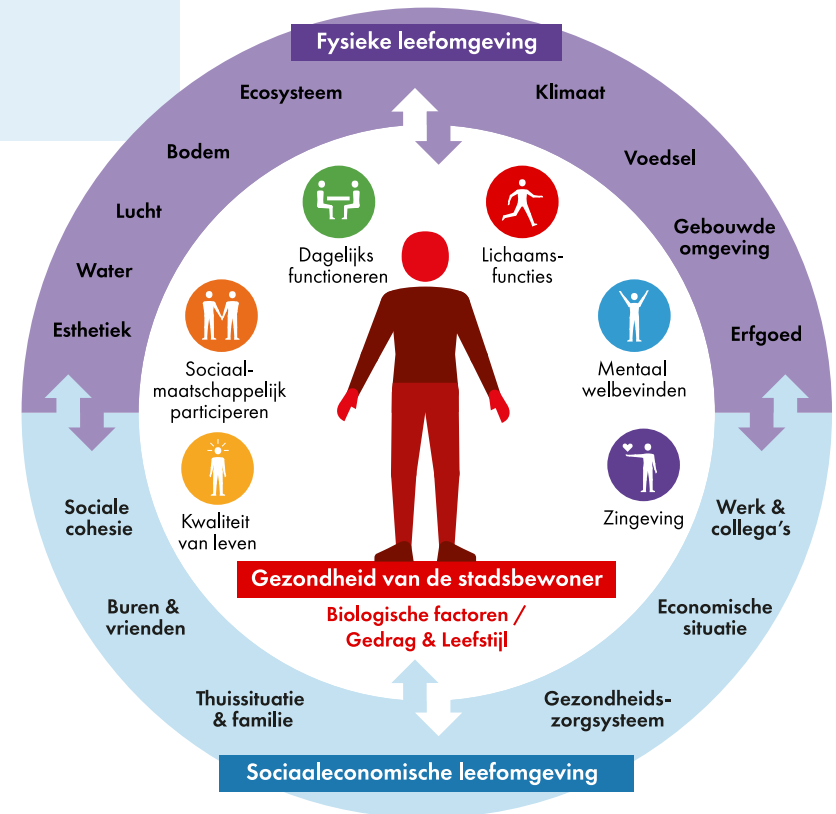 Fysieke leefomgeving
Ecosysteem
Klimaat
Bodem
Voedsel
Lucht
Gebouwde
omgeving
Water
Esthetiek
Erfgoed
Dagelijks
functioneren
Lichaams-
functies
Sociaal-
maatschappelijk
participeren
Mentaal
welbevinden
Kwaliteit
van leven
Zingeving
Gezondheid van de stadsbewoner
Biologische factoren /
Gedrag & Leefstijl
Sociale
cohesie
Werk &
collega's
Buren &
vrienden
Economische
situatie
Thuissituatie
& familie
Gezondheids-
zorgsysteem
Sociaaleconomische leefomgeving